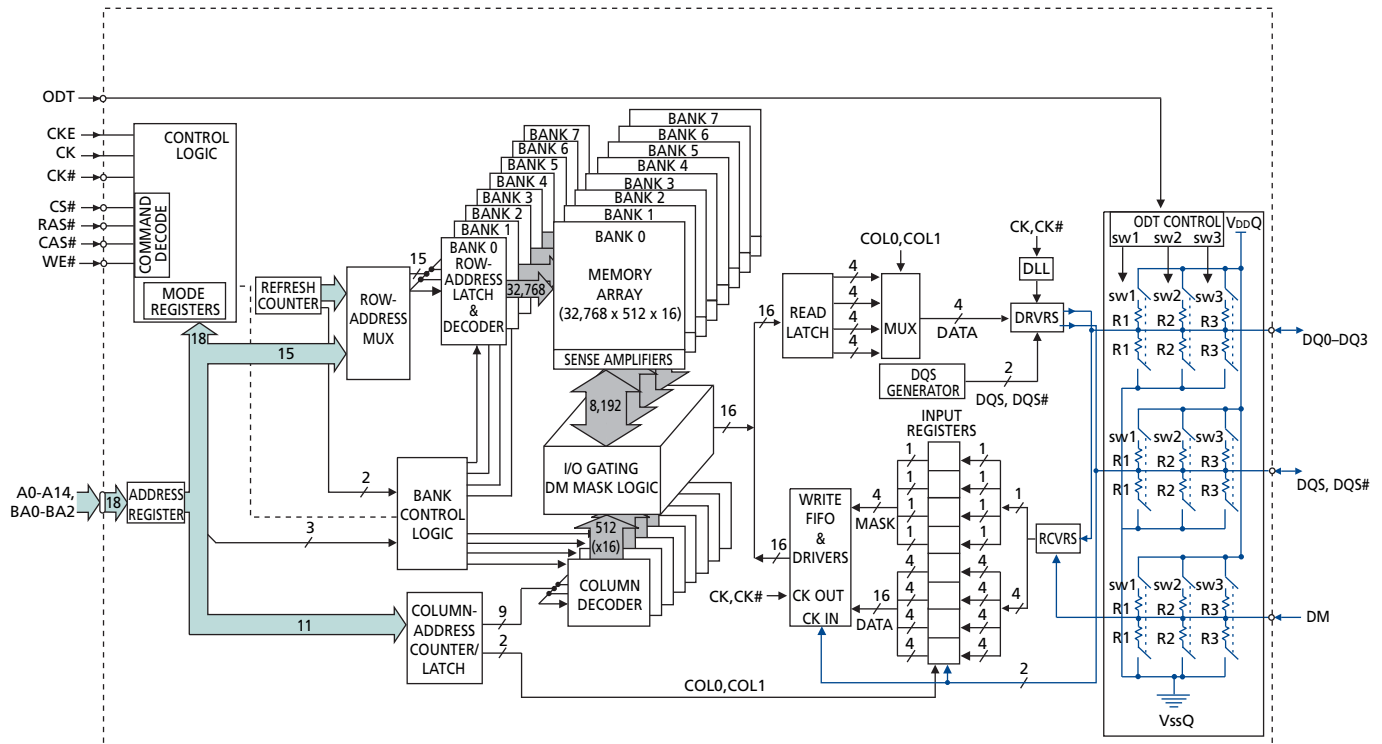 ODT
CKE
CK
CK#
CS#
RAS#
CAS#
WE#
CONTROL
LOGIC
COMMAND
DECODE
MODE
REGISTERS
18
15
REFRESH
COUNTER
ROW-
ADDRESS
MUX
15
2
A0-A14,
BA0-BA2
18
ADDRESS
REGISTER
3
11
BANK
CONTROL
LOGIC
COLUMN-
ADDRESS
COUNTER/
LATCH
9
2
COL0,COL1
BANK 7
BANK 6
BANK 5
BANK 4
BANK 3
BANK 2
BANK 1
BANK 0
ROW-
ADDRESS
LATCH
&
DECODER
32,768
BANK 7
BANK 6
BANK 5
BANK 4
BANK 3
BANK 2
BANK 1
BANK 0
MEMORY
ARRAY
(32,768 x 512 x 16)
SENSE AMPLIFIERS
8,192
I/O GATING
DM MASK LOGIC
512
(x16)
COLUMN
DECODER
16
16
16
READ
LATCH
4
4
4
4
COL0,COL1
MUX
4
DATA
DQS
GENERATOR
2
DQS, DQS#
CK,CK#
DLL
DRVRS
INPUT
REGISTERS
1
1
1
1
4
4
4
4
1
1
1
1
4
4
4
4
WRITE
FIFO
&
DRIVERS
CK OUT
CK IN
CK,CK#
4
MASK
16
DATA
1
4
RCVRS
2
ODT CONTROL
VDDQ
sw1 sw2 sw3
sw1 sw2 sw3
R1 R2 R3
R1 R2 R3
sw1 sw2 sw3
R1 R2 R3
R1 R2 R3
sw1 sw2 sw3
R1 R2 R3
R1 R2 R3
VssQ
DQ0–DQ3
DQS, DQS#
DM